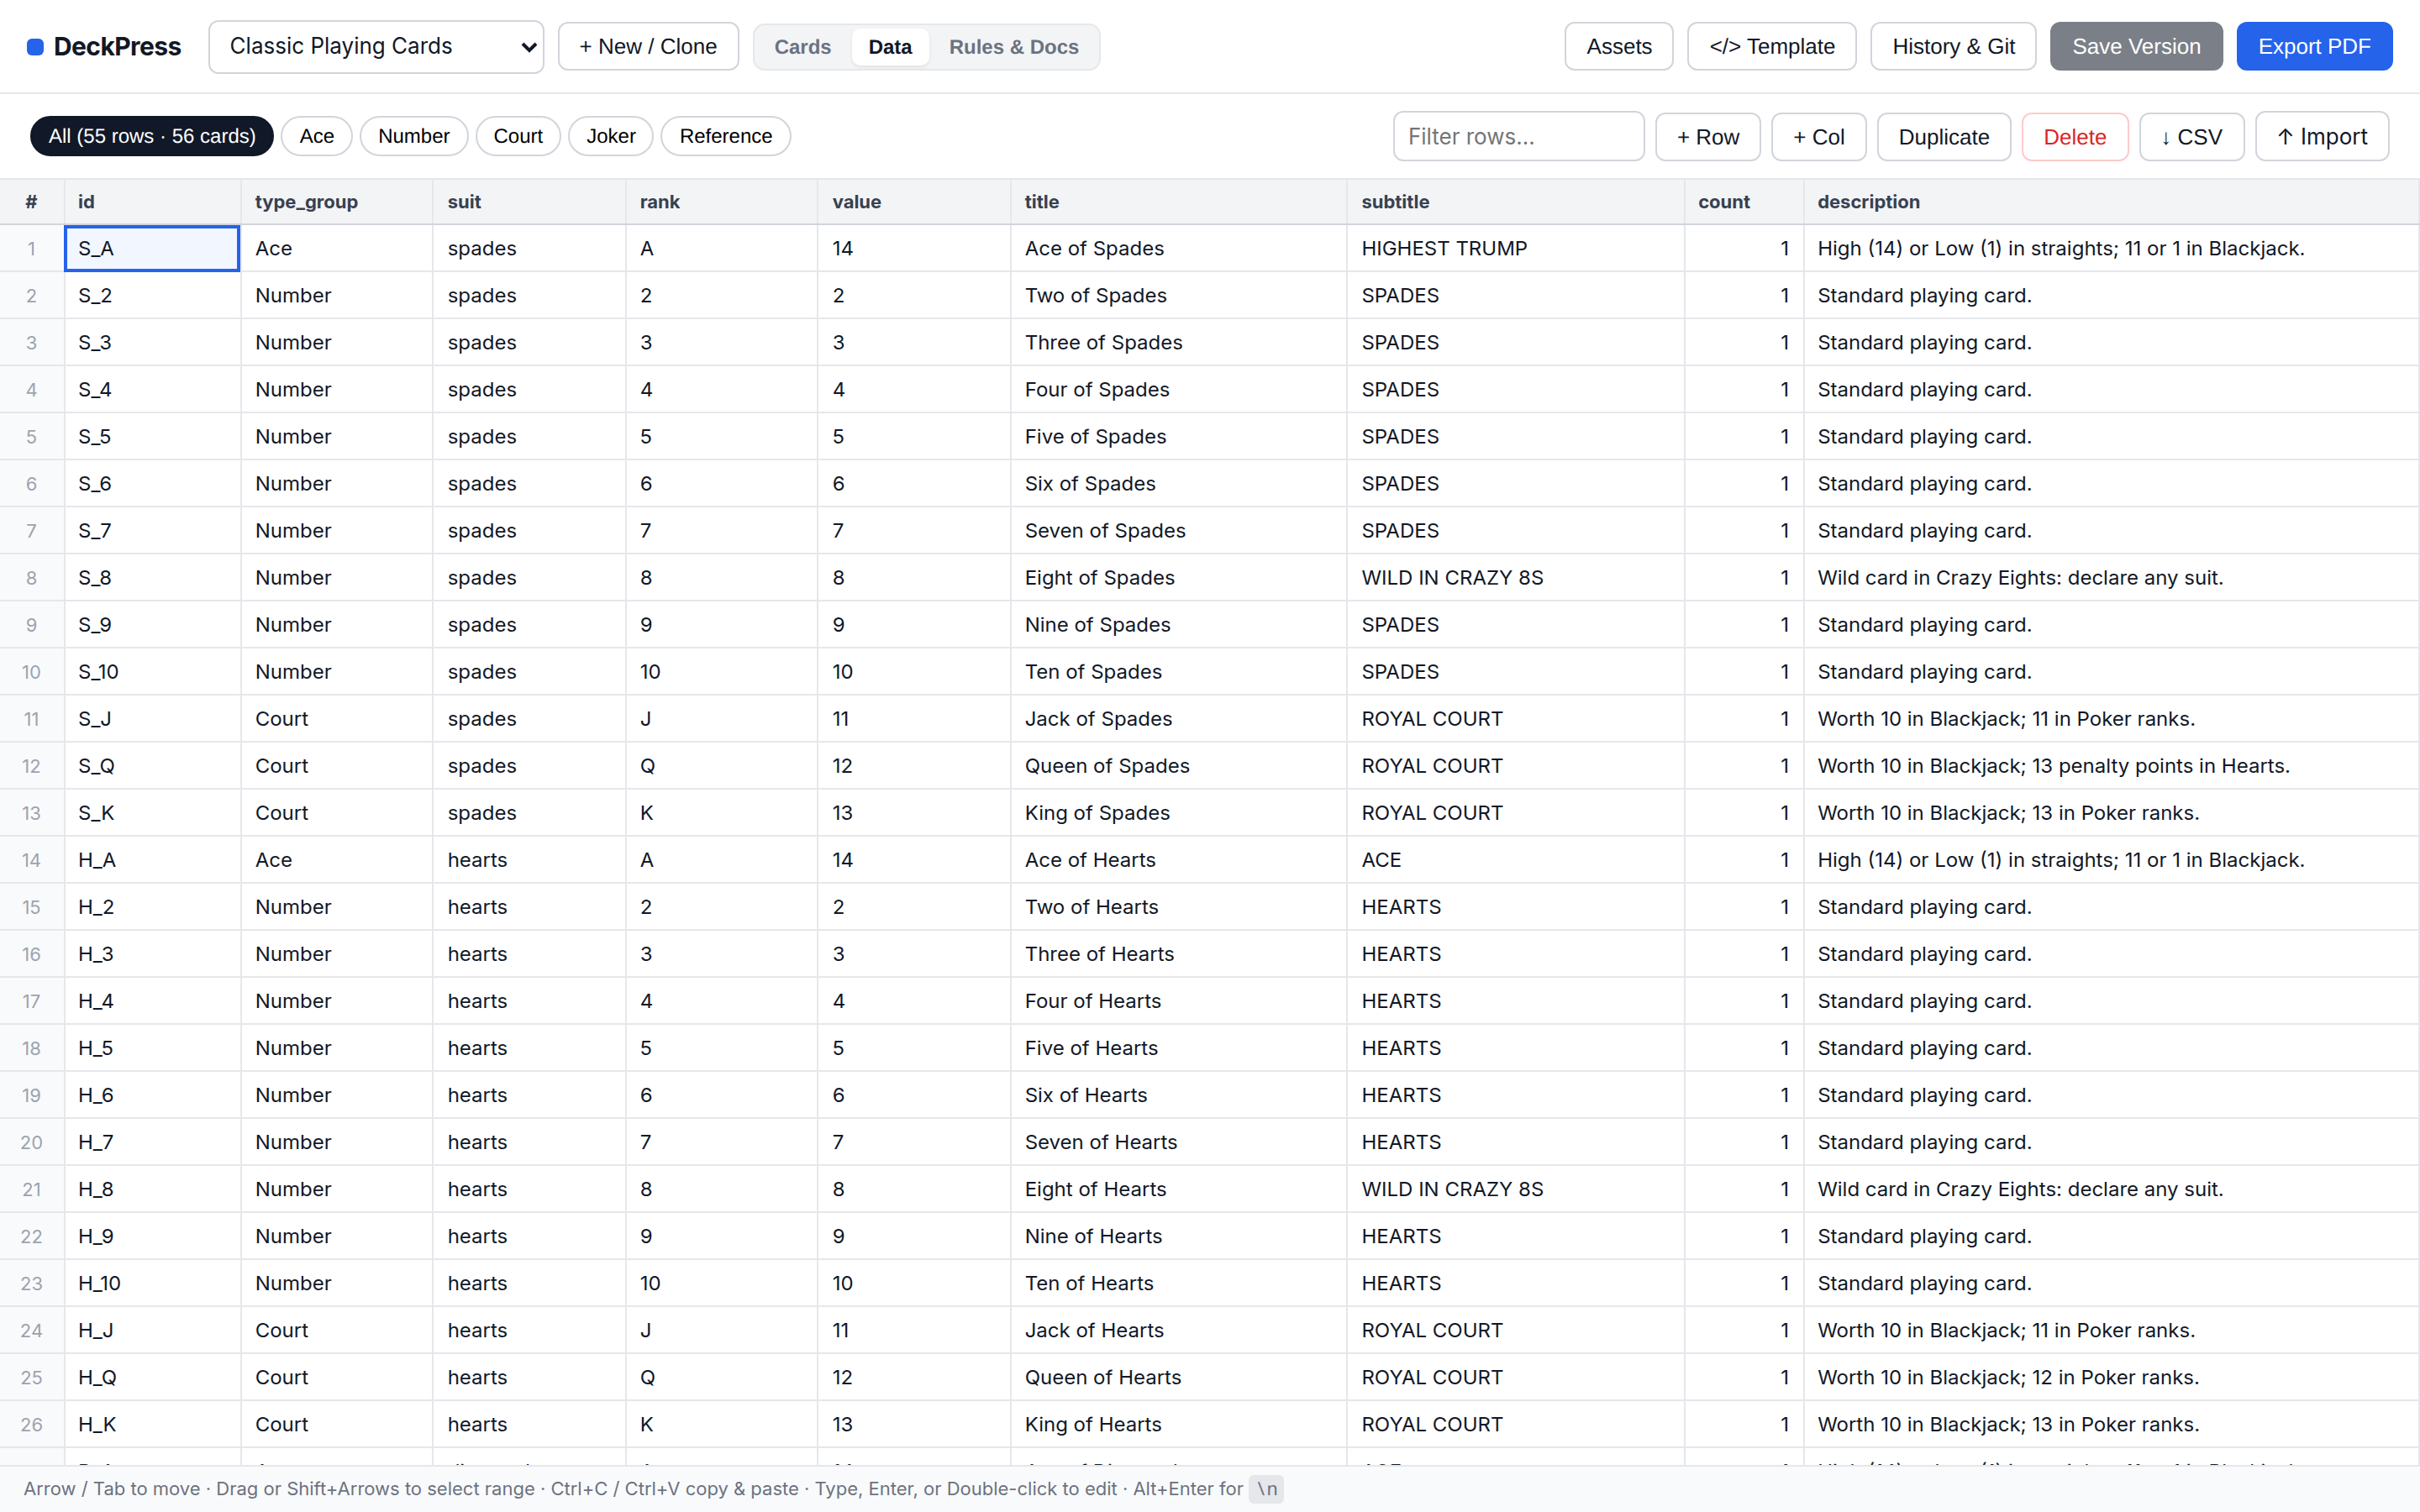 DeckPress Classic Playing Cards + New / Clone Cards Data Rules & Docs Assets </> Template History & Git Save Version Export PDF
All (55 rows · 56 cards) Ace Number Court Joker Reference Filter rows... + Row + Col Duplicate Delete ↓ CSV ↑ Import
# id type_group suit rank value title subtitle count description
1 S_A Ace spades A 14 Ace of Spades HIGHEST TRUMP 1 High (14) or Low (1) in straights; 11 or 1 in Blackjack.
2 S_2 Number spades 2 2 Two of Spades SPADES 1 Standard playing card.
3 S_3 Number spades 3 3 Three of Spades SPADES 1 Standard playing card.
4 S_4 Number spades 4 4 Four of Spades SPADES 1 Standard playing card.
5 S_5 Number spades 5 5 Five of Spades SPADES 1 Standard playing card.
6 S_6 Number spades 6 6 Six of Spades SPADES 1 Standard playing card.
7 S_7 Number spades 7 7 Seven of Spades SPADES 1 Standard playing card.
8 S_8 Number spades 8 8 Eight of Spades WILD IN CRAZY 8S 1 Wild card in Crazy Eights: declare any suit.
9 S_9 Number spades 9 9 Nine of Spades SPADES 1 Standard playing card.
10 S_10 Number spades 10 10 Ten of Spades SPADES 1 Standard playing card.
11 S_J Court spades J 11 Jack of Spades ROYAL COURT 1 Worth 10 in Blackjack; 11 in Poker ranks.
12 S_Q Court spades Q 12 Queen of Spades ROYAL COURT 1 Worth 10 in Blackjack; 13 penalty points in Hearts.
13 S_K Court spades K 13 King of Spades ROYAL COURT 1 Worth 10 in Blackjack; 13 in Poker ranks.
14 H_A Ace hearts A 14 Ace of Hearts ACE 1 High (14) or Low (1) in straights; 11 or 1 in Blackjack.
15 H_2 Number hearts 2 2 Two of Hearts HEARTS 1 Standard playing card.
16 H_3 Number hearts 3 3 Three of Hearts HEARTS 1 Standard playing card.
17 H_4 Number hearts 4 4 Four of Hearts HEARTS 1 Standard playing card.
18 H_5 Number hearts 5 5 Five of Hearts HEARTS 1 Standard playing card.
19 H_6 Number hearts 6 6 Six of Hearts HEARTS 1 Standard playing card.
20 H_7 Number hearts 7 7 Seven of Hearts HEARTS 1 Standard playing card.
21 H_8 Number hearts 8 8 Eight of Hearts WILD IN CRAZY 8S 1 Wild card in Crazy Eights: declare any suit.
22 H_9 Number hearts 9 9 Nine of Hearts HEARTS 1 Standard playing card.
23 H_10 Number hearts 10 10 Ten of Hearts HEARTS 1 Standard playing card.
24 H_J Court hearts J 11 Jack of Hearts ROYAL COURT 1 Worth 10 in Blackjack; 11 in Poker ranks.
25 H_Q Court hearts Q 12 Queen of Hearts ROYAL COURT 1 Worth 10 in Blackjack; 12 in Poker ranks.
26 H_K Court hearts K 13 King of Hearts ROYAL COURT 1 Worth 10 in Blackjack; 13 in Poker ranks.
Arrow / Tab to move · Drag or Shift+Arrows to select range · Ctrl+C / Ctrl+V copy & paste · Type, Enter, or Double-click to edit · Alt+Enter for \n